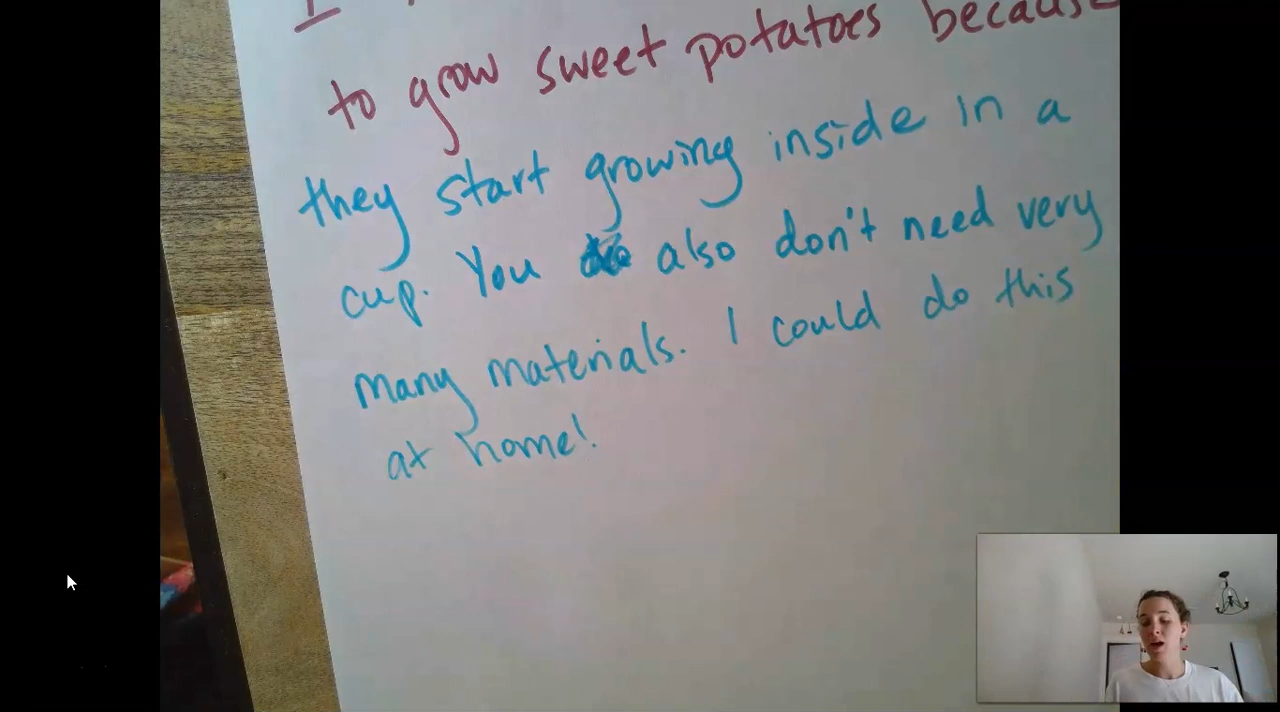 I
to grow sweet potatoes because
they start growing inside in a
cup. You also don't need very
many materials. I could do this
at home!